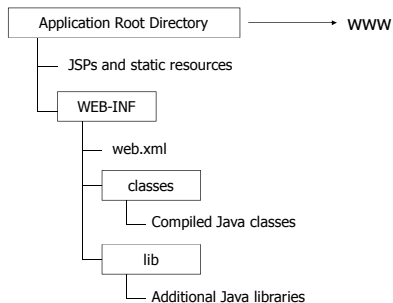 Application Root Directory
www
JSPs and static resources
WEB-INF
web.xml
classes
Compiled Java classes
lib
Additional Java libraries